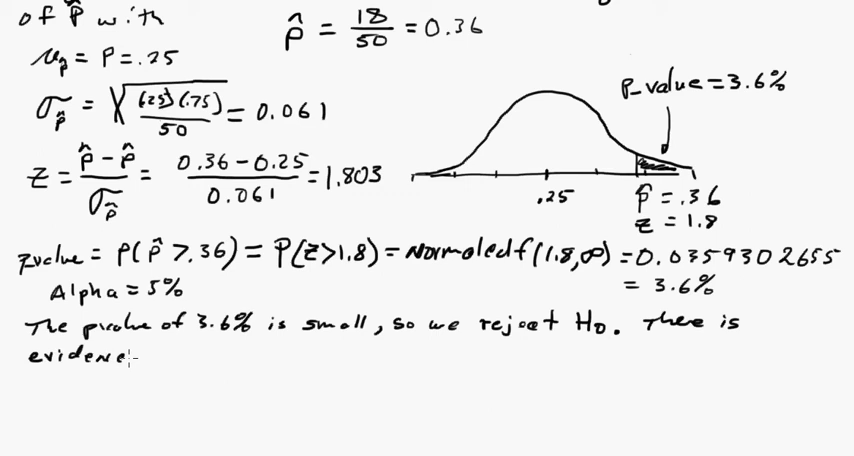 of p̂ with
p̂ = 18/50 = 0.36
μp̂ = P = .25
P-value = 3.6%
σp̂ = √((.25)(.75)/50) = 0.061
z = (p̂ - p̂)/σp̂ = (0.36 - 0.25)/0.061 = 1.803
.25
p̂ = .36
z = 1.8
pvalue = P(p̂ > .36) = P(z > 1.8) = Normalcdf(1.8, ∞) = 0.0359302655
Alpha = 5%
= 3.6%
The pvalue of 3.6% is small, so we reject H0. There is
evidence